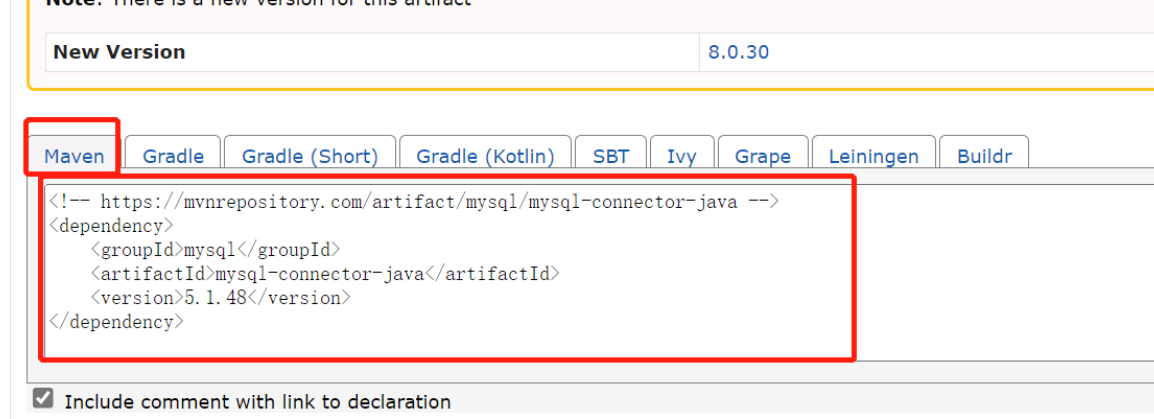 Note: There is a new version for this artifact
New Version 8.0.30
Maven Gradle Gradle (Short) Gradle (Kotlin) SBT Ivy Grape Leiningen Buildr
<!-- https://mvnrepository.com/artifact/mysql/mysql-connector-java -->
<dependency>
    <groupId>mysql</groupId>
    <artifactId>mysql-connector-java</artifactId>
    <version>5.1.48</version>
</dependency>
Include comment with link to declaration